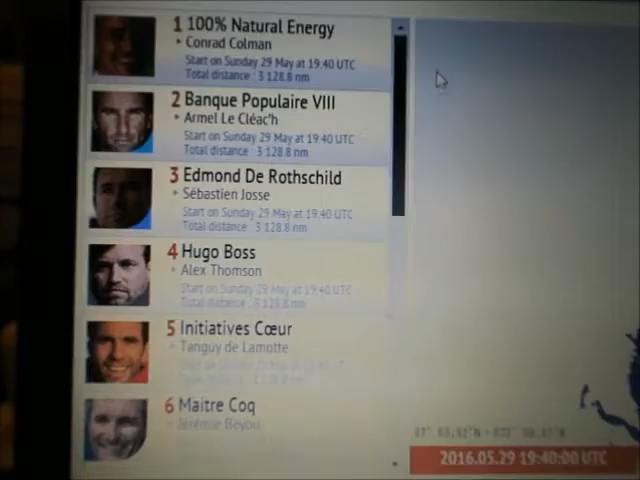 1 100% Natural Energy
Conrad Colman
Start on Sunday 29 May at 19:40 UTC
Total distance : 3 128.8 nm
2 Banque Populaire VIII
Armel Le Cléac'h
Start on Sunday 29 May at 19:40 UTC
Total distance : 3 128.8 nm
3 Edmond De Rothschild
Sébastien Josse
Start on Sunday 29 May at 19:40 UTC
Total distance : 3 128.8 nm
4 Hugo Boss
Alex Thomson
Start on Sunday 29 May at 19:40 UTC
Total distance : 3 128.8 nm
5 Initiatives Cœur
Tanguy de Lamotte
6 Maitre Coq
Jérémie Beyou
2016.05.29 19:40:00 UTC